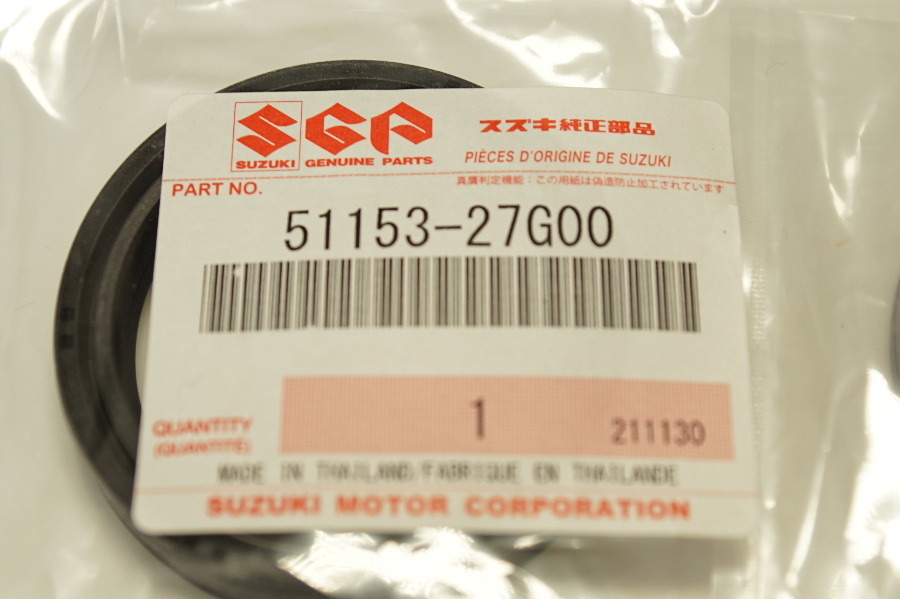 SGP スズキ純正部品
SUZUKI GENUINE PARTS PIÈCES D'ORIGINE DE SUZUKI
PART NO. 真贋判定機能：この用紙は偽造防止加工されています
51153-27G00
QUANTITY 1 211130
(QUANTITÉ)
MADE IN THAILAND/FABRIQUE EN THAILANDE
SUZUKI MOTOR CORPORATION